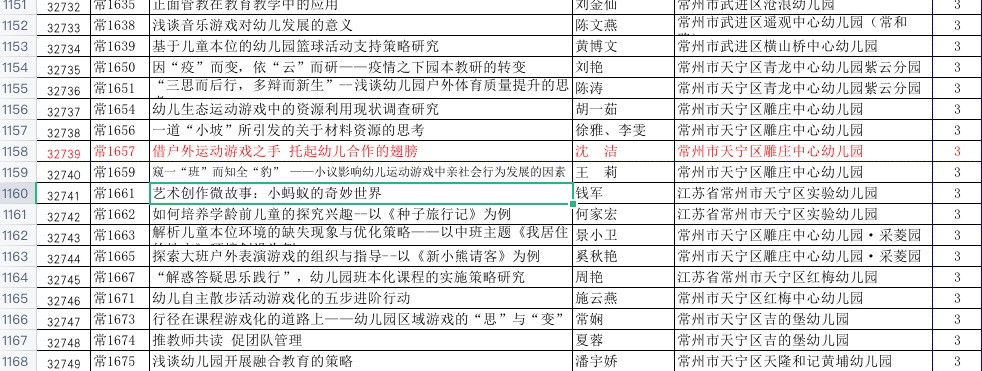 1151 32732 常1635 正面管教在教育教学中的应用 刘金仙 常州市武进区沧浪幼儿园 3
1152 32733 常1638 浅谈音乐游戏对幼儿发展的意义 陈文燕 常州市武进区遥观中心幼儿园（常和 3
1153 32734 常1639 基于儿童本位的幼儿园篮球活动支持策略研究 黄博文 常州市武进区横山桥中心幼儿园 3
1154 32735 常1650 因“疫”而变，依“云”而研——疫情之下园本教研的转变 刘艳 常州市天宁区青龙中心幼儿园紫云分园 3
1155 32736 常1651 “三思而后行，多辩而新生”--浅谈幼儿园户外体育质量提升的思 陈涛 常州市天宁区青龙中心幼儿园紫云分园 3
1156 32737 常1654 幼儿生态运动游戏中的资源利用现状调查研究 胡一茹 常州市天宁区雕庄中心幼儿园 3
1157 32738 常1656 一道“小坡”所引发的关于材料资源的思考 徐雅、李雯 常州市天宁区雕庄中心幼儿园 3
1158 32739 常1657 借户外运动游戏之手 托起幼儿合作的翅膀 沈 洁 常州市天宁区雕庄中心幼儿园 3
1159 32740 常1659 窥一“班”而知全“豹” ——小议影响幼儿运动游戏中亲社会行为发展的因素 王 莉 常州市天宁区雕庄中心幼儿园 3
1160 32741 常1661 艺术创作微故事：小蚂蚁的奇妙世界 钱军 江苏省常州市天宁区实验幼儿园 3
1161 32742 常1662 如何培养学龄前儿童的探究兴趣--以《种子旅行记》为例 何家宏 江苏省常州市天宁区实验幼儿园 3
1162 32743 常1663 解析儿童本位环境的缺失现象与优化策略——以中班主题《我居住 景小卫 常州市天宁区雕庄中心幼儿园·采菱园 3
1163 32744 常1665 探索大班户外表演游戏的组织与指导--以《新小熊请客》为例 奚秋艳 常州市天宁区雕庄中心幼儿园·采菱园 3
1164 32745 常1667 “解惑答疑思乐践行”，幼儿园班本化课程的实施策略研究 周艳 江苏省常州市天宁区红梅幼儿园 3
1165 32746 常1671 幼儿自主散步活动游戏化的五步进阶行动 施云燕 常州市天宁区红梅中心幼儿园 3
1166 32747 常1673 行径在课程游戏化的道路上——幼儿园区域游戏的“思”与“变” 常娴 常州市天宁区吉的堡幼儿园 3
1167 32748 常1674 推教师共读 促团队管理 夏蓉 常州市天宁区吉的堡幼儿园 3
1168 32749 常1675 浅谈幼儿园开展融合教育的策略 潘宇娇 常州市天宁区天隆和记黄埔幼儿园 3